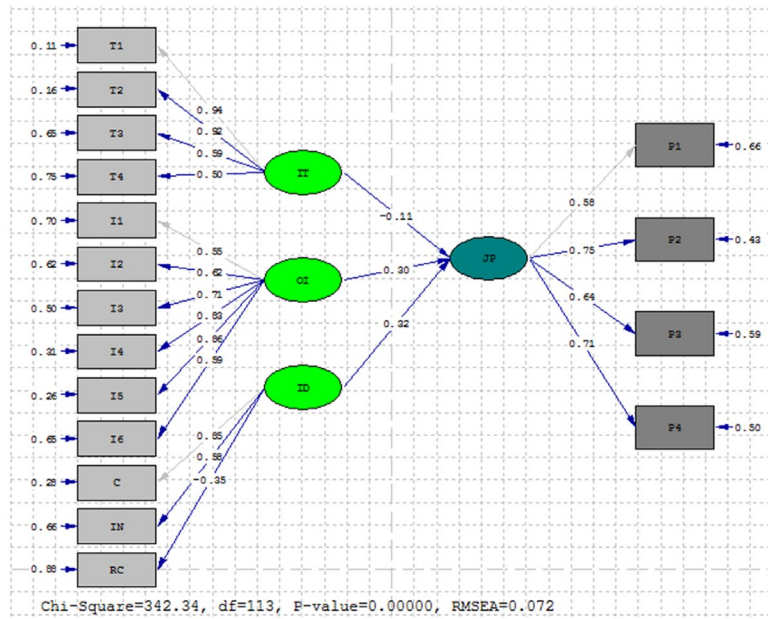 0.11 T1
0.16 T2
0.65 T3
0.75 T4
0.70 I1
0.62 I2
0.50 I3
0.31 I4
0.26 I5
0.65 I6
0.28 C
0.66 IN
0.88 RC
0.94
0.92
0.59
0.50
0.55
0.62
0.71
0.83
0.86
0.59
0.85
0.58
-0.35
IT
OI
ID
-0.11
0.30
0.32
JP
0.58
0.75
0.64
0.71
P1 0.66
P2 0.43
P3 0.59
P4 0.50
Chi-Square=342.34, df=113, P-value=0.00000, RMSEA=0.072